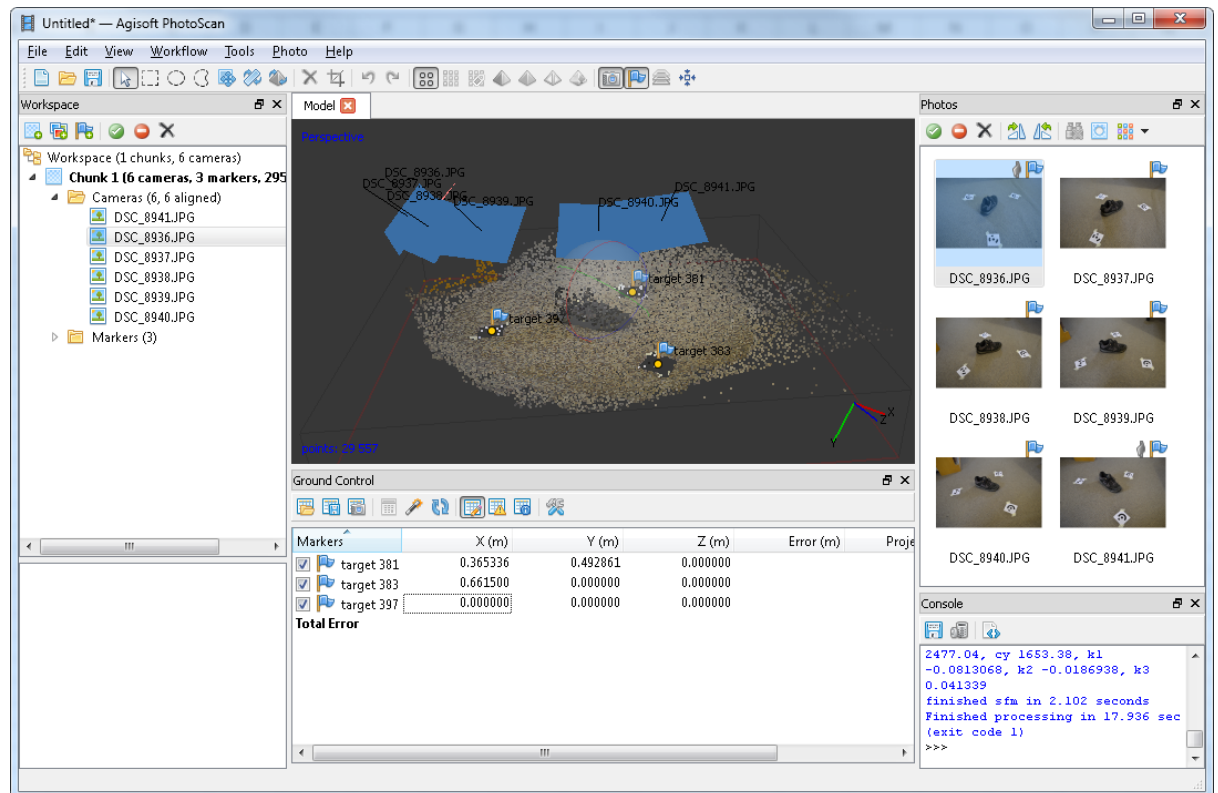 Untitled* — Agisoft PhotoScan
File Edit View Workflow Tools Photo Help
Workspace
Workspace (1 chunks, 6 cameras)
Chunk 1 (6 cameras, 3 markers, 295
Cameras (6, 6 aligned)
DSC_8941.JPG
DSC_8936.JPG
DSC_8937.JPG
DSC_8938.JPG
DSC_8939.JPG
DSC_8940.JPG
Markers (3)
Model
Perspective
DSC_8936.JPG
DSC_8937.JPG
DSC_8938.JPG
DSC_8939.JPG
DSC_8940.JPG
DSC_8941.JPG
target 381
target 397
target 383
X
Z
Y
points: 29 557
Ground Control
Markers X (m) Y (m) Z (m) Error (m) Proje
target 381 0.365336 0.492861 0.000000
target 383 0.661500 0.000000 0.000000
target 397 0.000000 0.000000 0.000000
Total Error
Photos
DSC_8936.JPG DSC_8937.JPG
DSC_8938.JPG DSC_8939.JPG
DSC_8940.JPG DSC_8941.JPG
Console
2477.04, cy 1653.38, k1
-0.0813068, k2 -0.0186938, k3
0.041339
finished sfm in 2.102 seconds
Finished processing in 17.936 sec
(exit code 1)
>>>